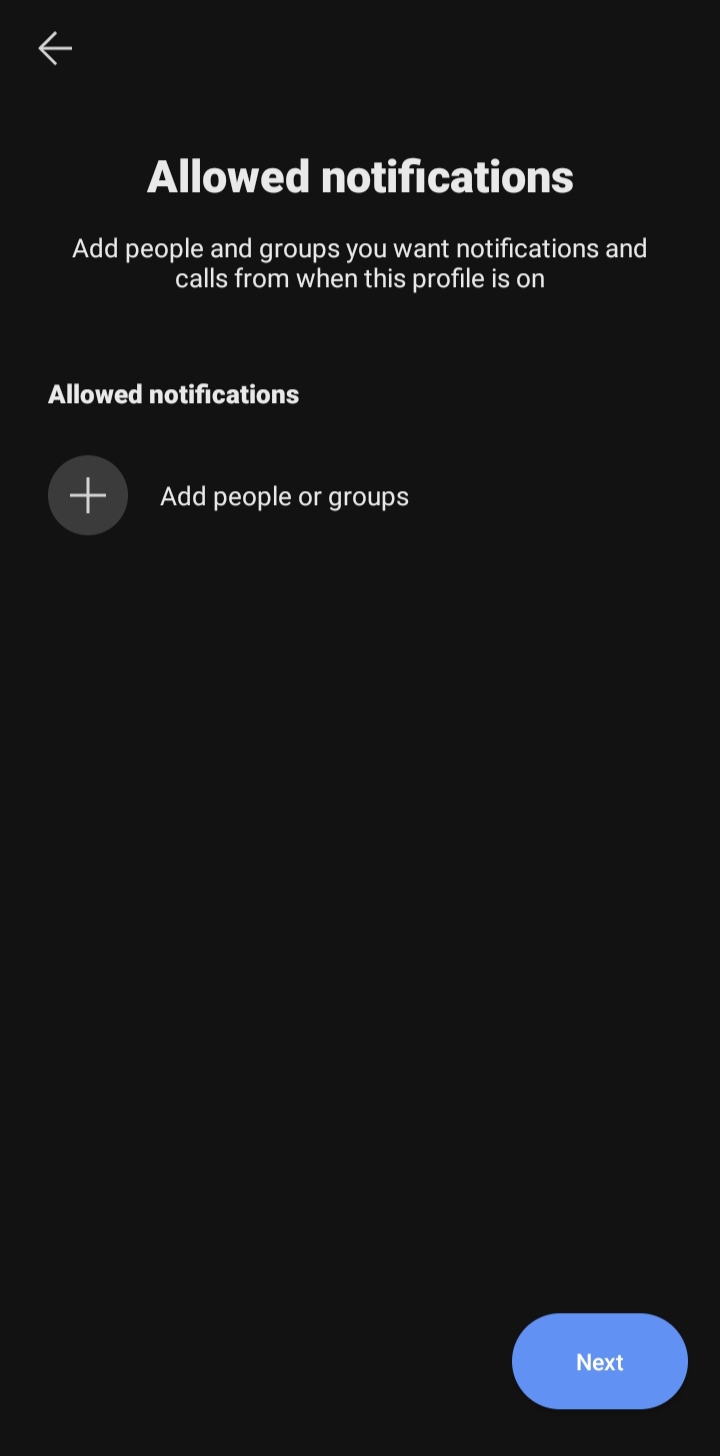 Allowed notifications
Add people and groups you want notifications and
calls from when this profile is on
Allowed notifications
Add people or groups
Next